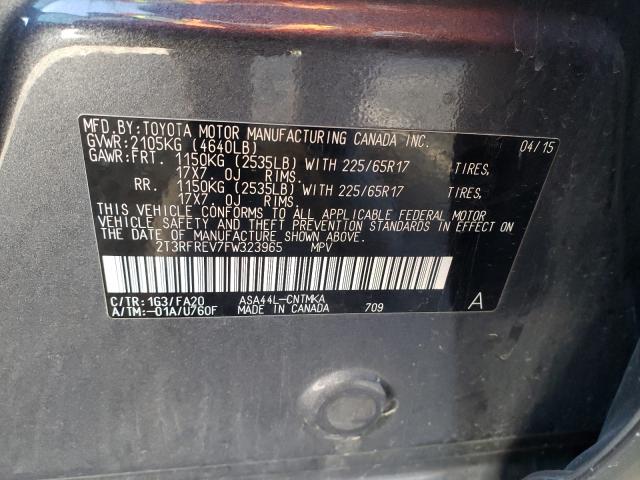 MFD.BY:TOYOTA MOTOR MANUFACTURING CANADA INC. 04/15
GVWR:2105KG (4640LB)
GAWR:FRT. 1150KG (2535LB) WITH 225/65R17 TIRES,
17X7.0J RIMS.
RR. 1150KG (2535LB) WITH 225/65R17 TIRES,
17X7.0J RIMS.
THIS VEHICLE CONFORMS TO ALL APPLICABLE FEDERAL MOTOR
VEHICLE SAFETY AND THEFT PREVENTION STANDARDS IN EFFECT ON
THE DATE OF MANUFACTURE SHOWN ABOVE.
2T3RFREV7FW323965 MPV
C/TR:1G3/FA20 ASA44L-CNTMKA A
A/TM:-01A/U760F MADE IN CANADA 709